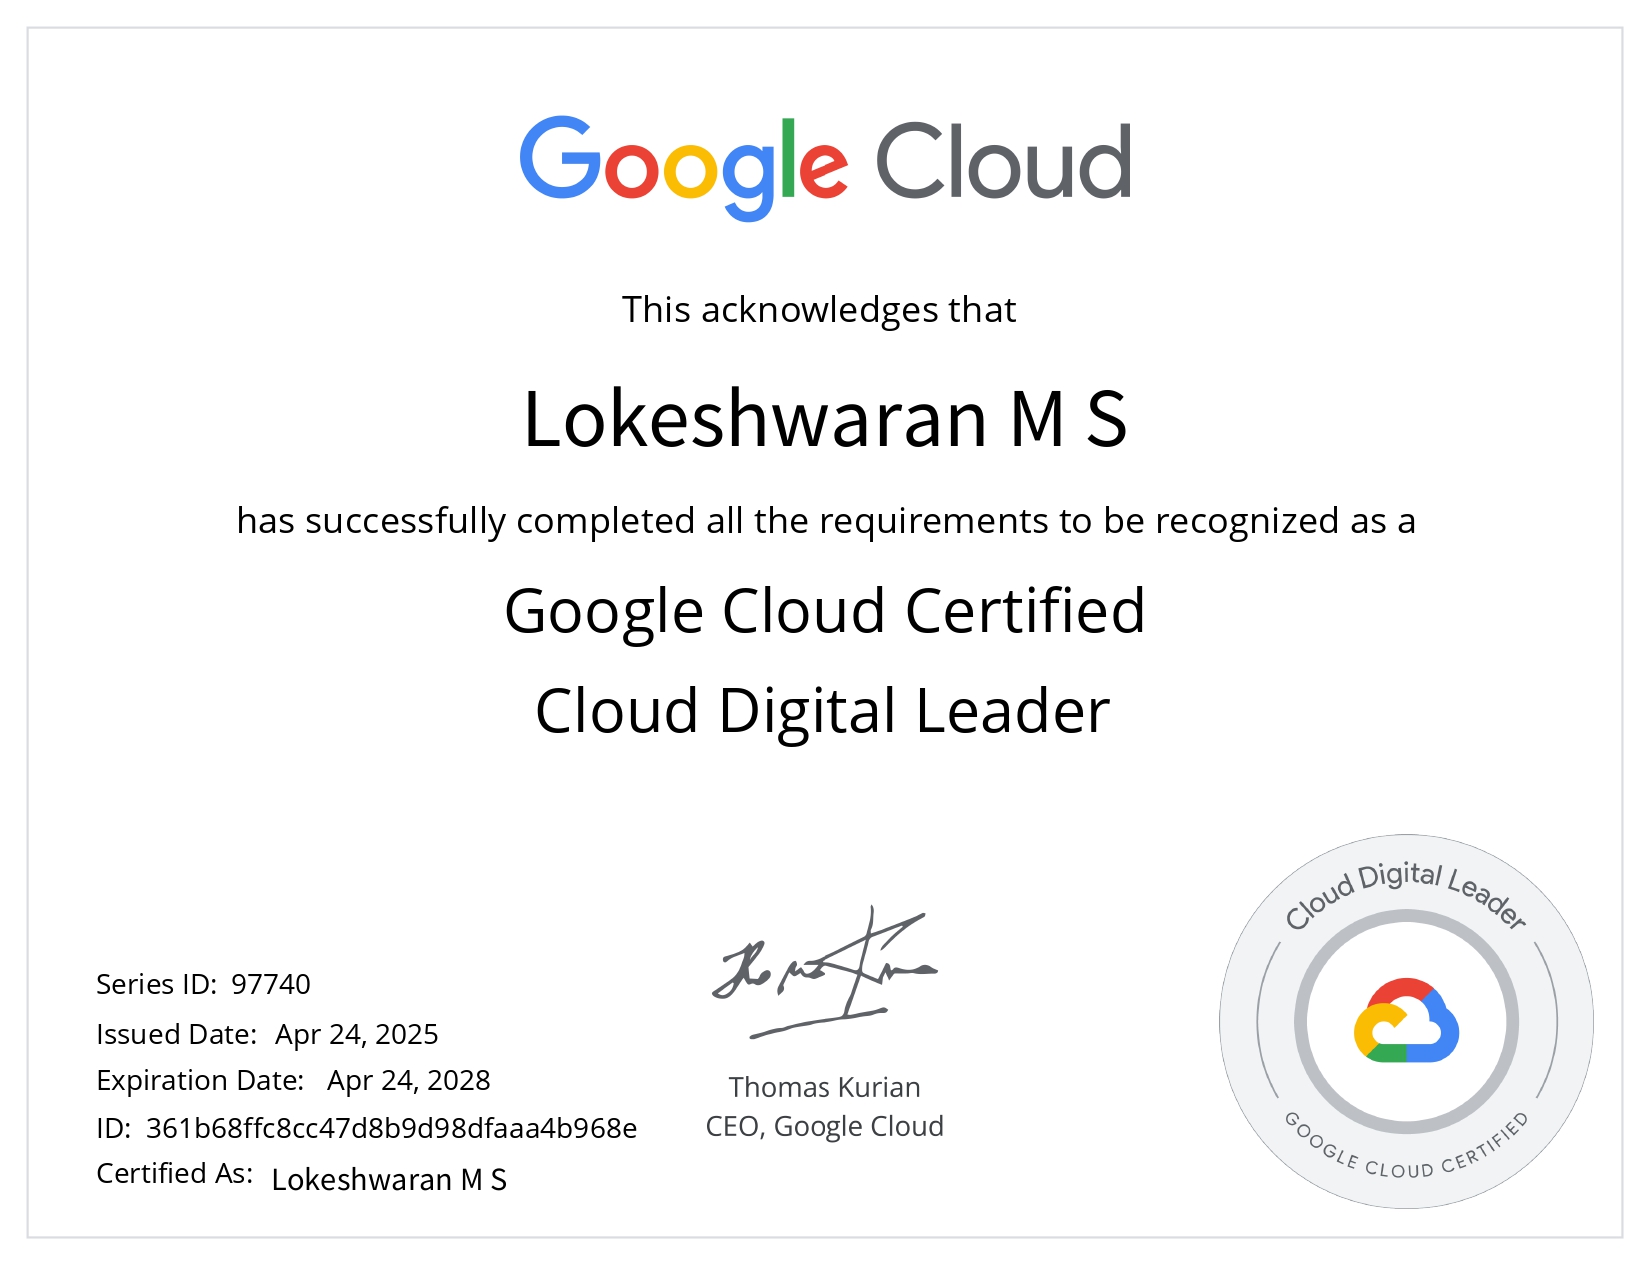 Google Cloud
This acknowledges that
Lokeshwaran M S
has successfully completed all the requirements to be recognized as a
Google Cloud Certified
Cloud Digital Leader
Series ID: 97740
Issued Date: Apr 24, 2025
Expiration Date: Apr 24, 2028
ID: 361b68ffc8cc47d8b9d98dfaaa4b968e
Certified As: Lokeshwaran M S
Thomas Kurian
CEO, Google Cloud
Cloud Digital Leader
GOOGLE CLOUD CERTIFIED